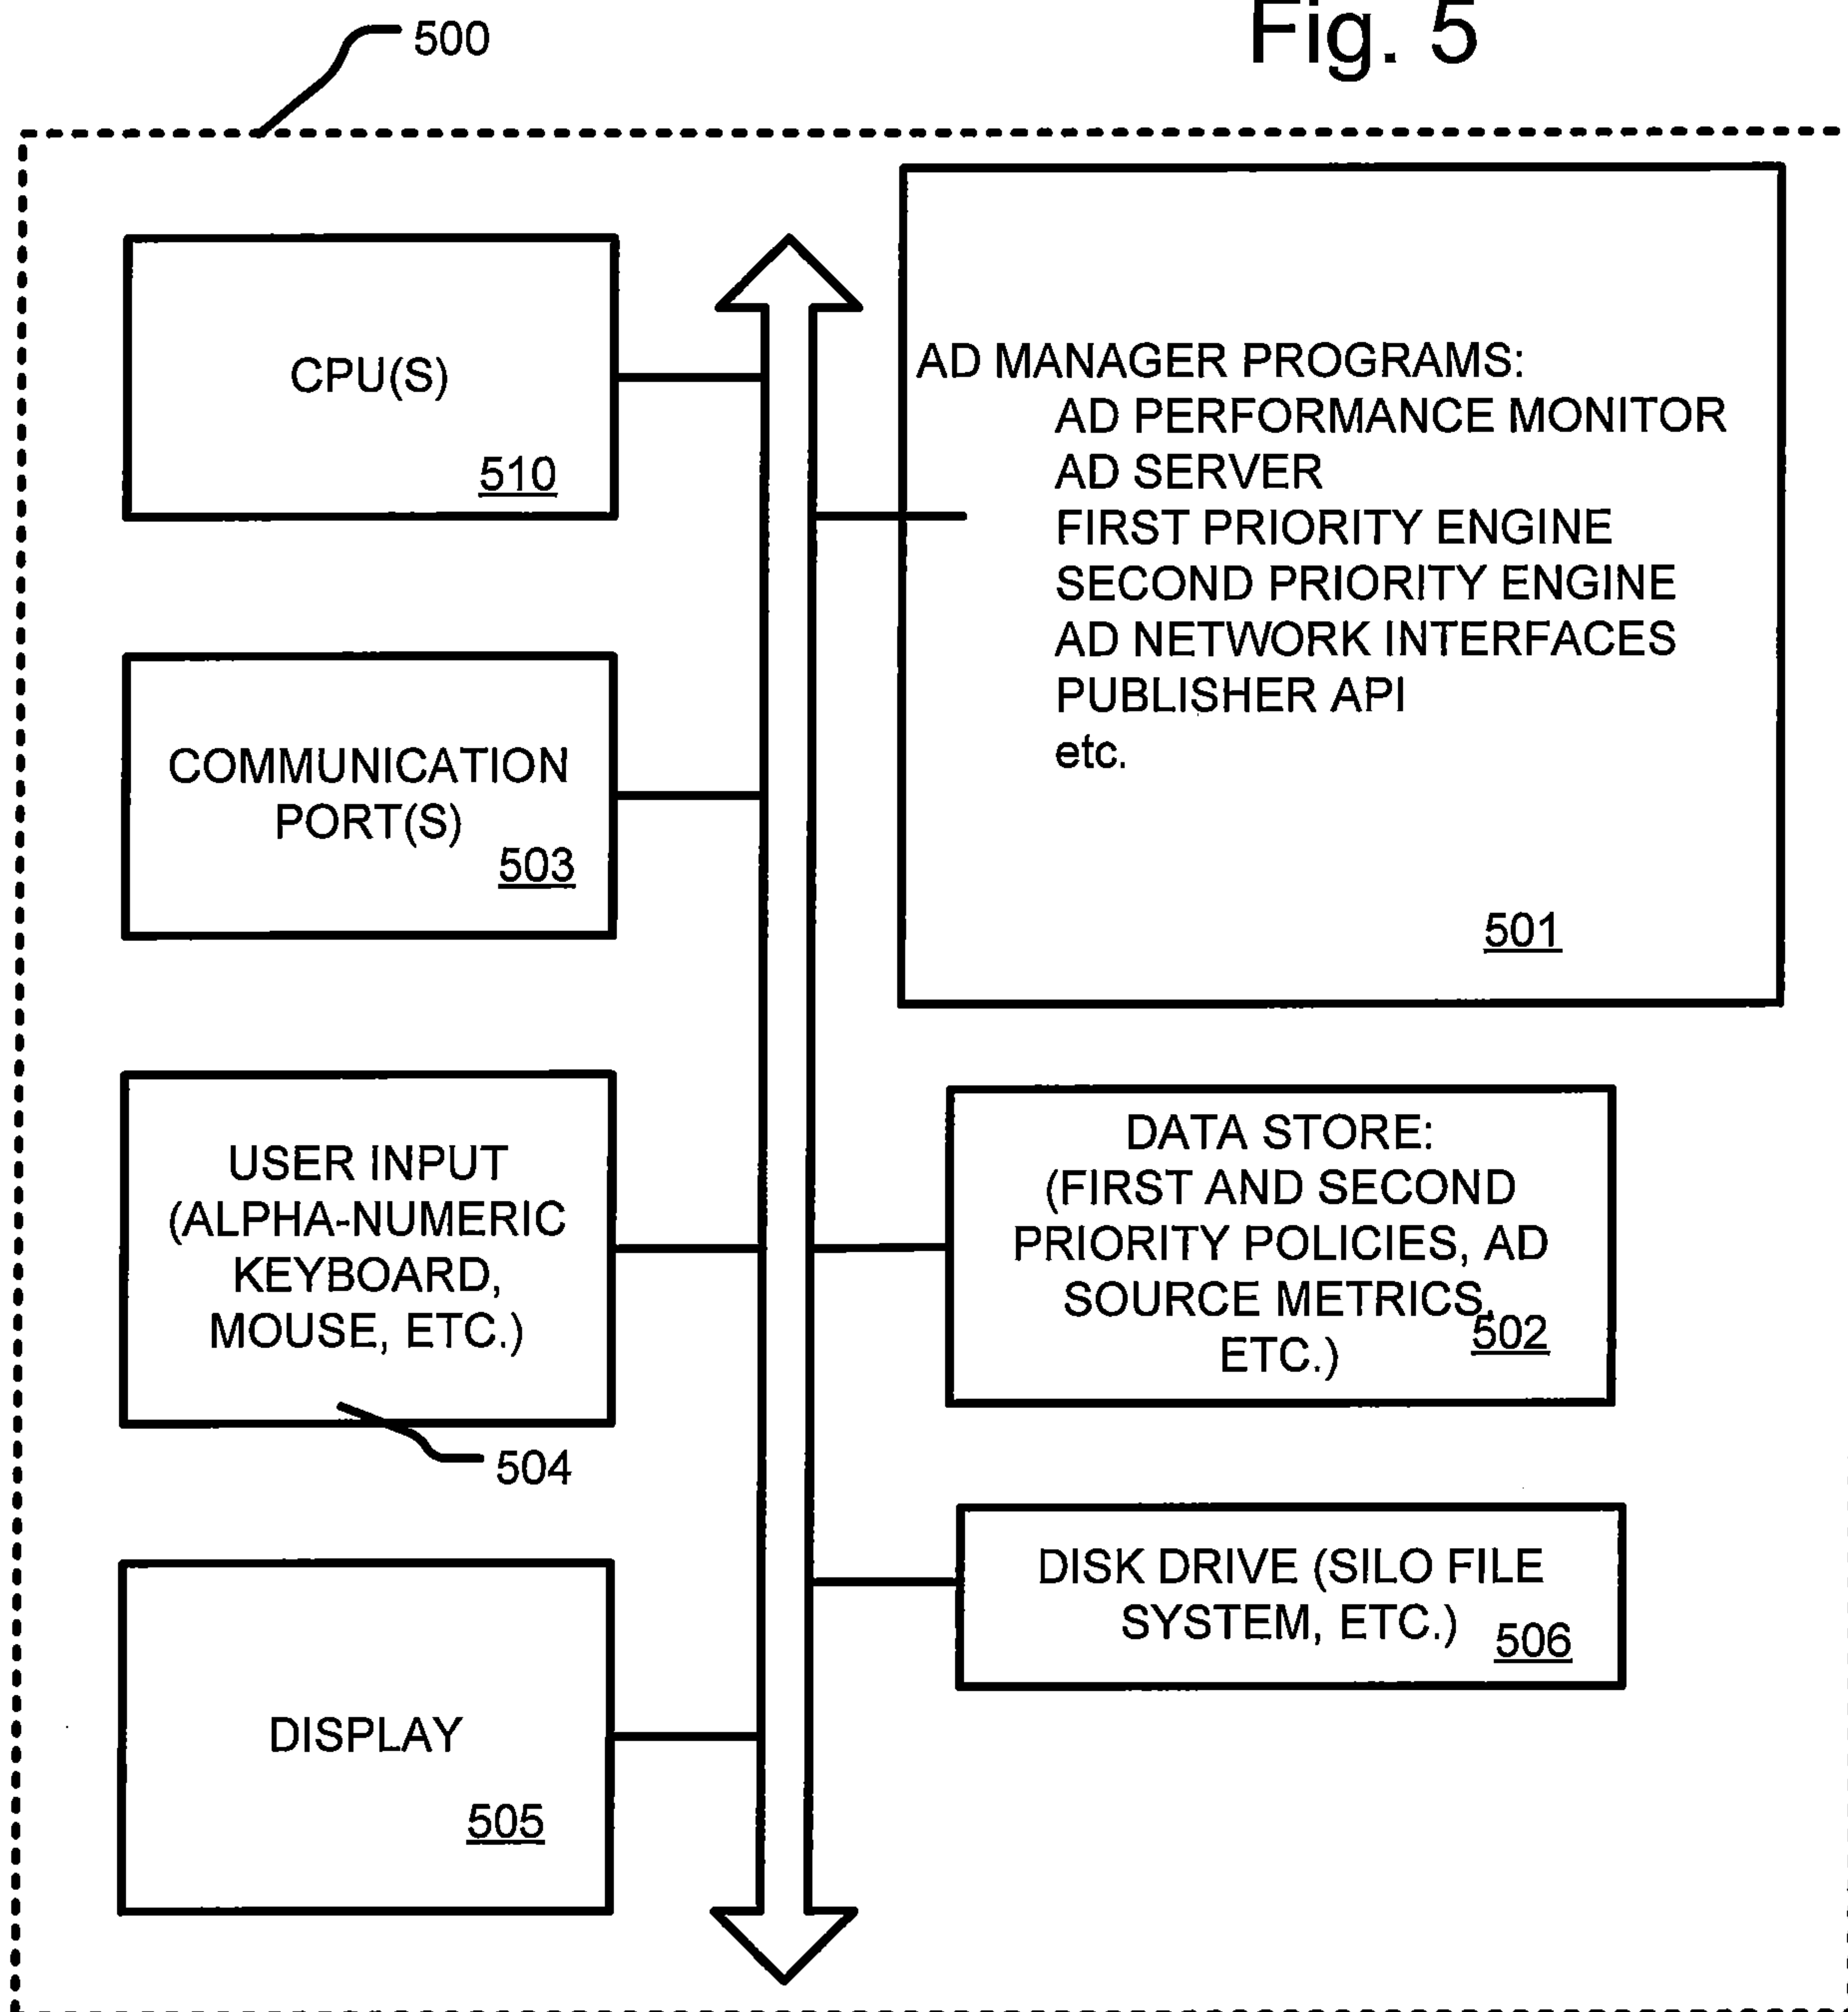 Fig. 5
500
CPU(S)
510
AD MANAGER PROGRAMS:
AD PERFORMANCE MONITOR
AD SERVER
FIRST PRIORITY ENGINE
SECOND PRIORITY ENGINE
AD NETWORK INTERFACES
PUBLISHER API
etc.
501
COMMUNICATION
PORT(S)
503
USER INPUT
(ALPHA-NUMERIC
KEYBOARD,
MOUSE, ETC.)
504
DATA STORE:
(FIRST AND SECOND
PRIORITY POLICIES, AD
SOURCE METRICS,
ETC.)
502
DISK DRIVE (SILO FILE
SYSTEM, ETC.)
506
DISPLAY
505